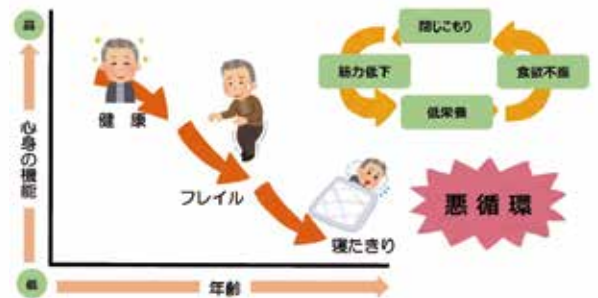 高
心身の機能
低
年齢
健 康
フレイル
寝たきり
閉じこもり
筋力低下
食欲不振
低栄養
悪循環